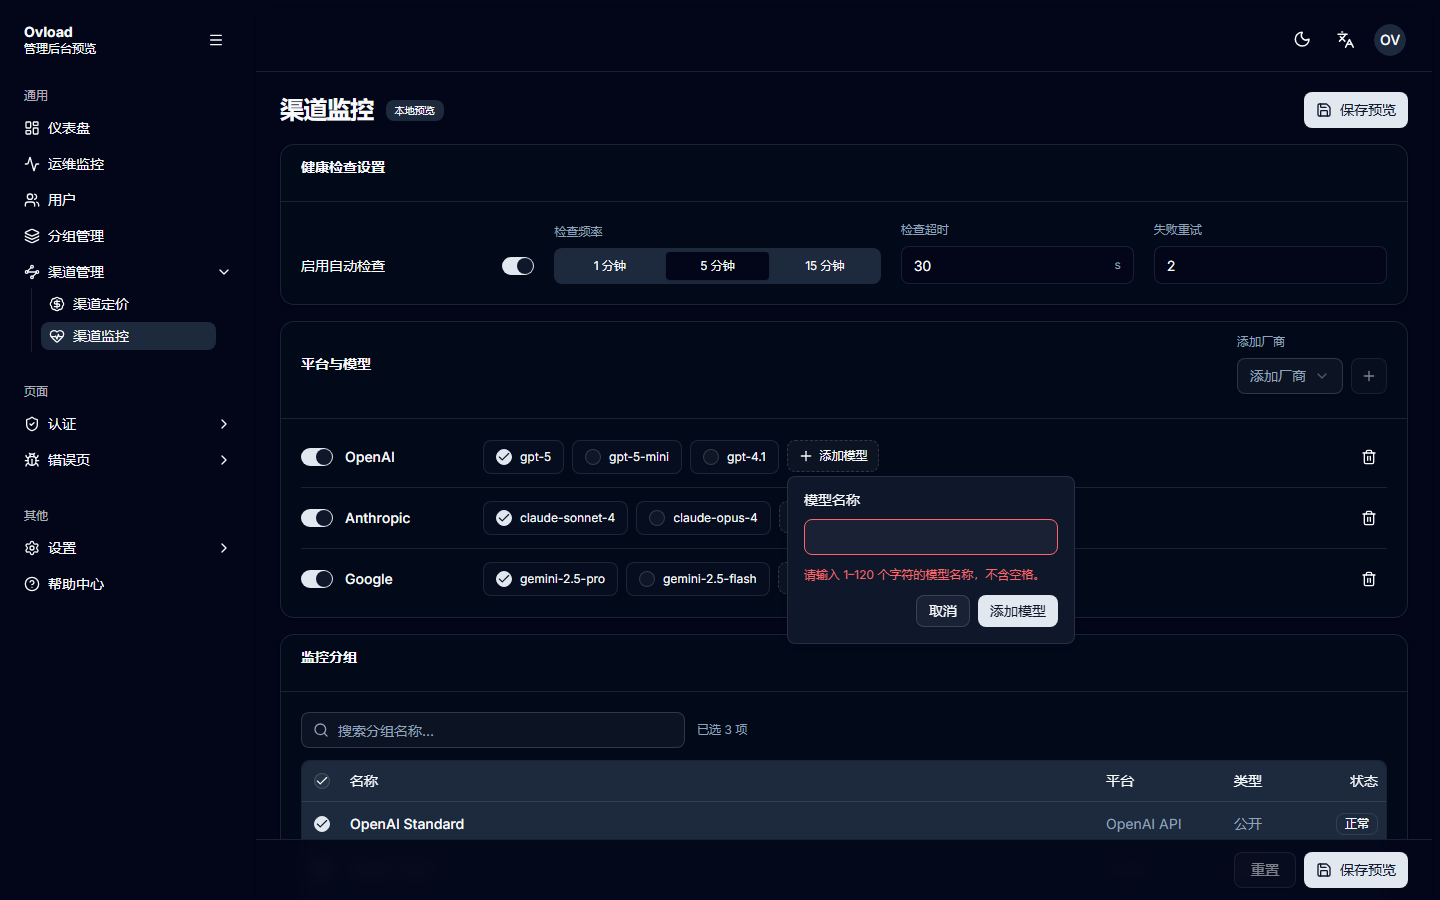 Ovload
管理后台预览
OV
通用
仪表盘
运维监控
用户
分组管理
渠道管理
渠道定价
渠道监控
页面
认证
错误页
其他
设置
帮助中心
渠道监控
本地预览
保存预览
健康检查设置
启用自动检查
检查频率
1 分钟
5 分钟
15 分钟
检查超时
30
s
失败重试
2
平台与模型
添加厂商
添加厂商
OpenAI
gpt-5
gpt-5-mini
gpt-4.1
添加模型
Anthropic
claude-sonnet-4
claude-opus-4
Google
gemini-2.5-pro
gemini-2.5-flash
模型名称
请输入 1–120 个字符的模型名称，不含空格。
取消
添加模型
监控分组
搜索分组名称...
已选 3 项
名称
平台
类型
状态
OpenAI Standard
OpenAI API
公开
正常
重置
保存预览